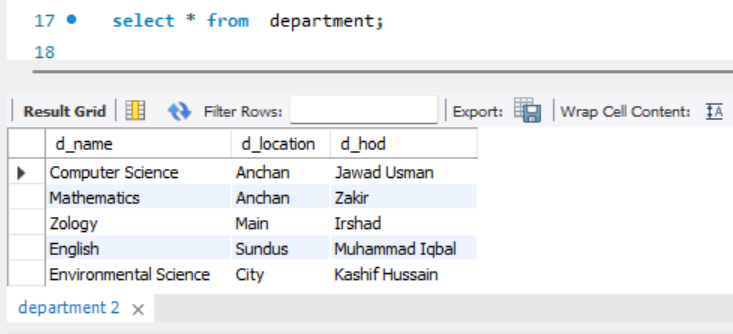 17 select * from department;
18
Result Grid Filter Rows: Export: Wrap Cell Content: IA
d_name d_location d_hod
Computer Science Anchan Jawad Usman
Mathematics Anchan Zakir
Zology Main Irshad
English Sundus Muhammad Iqbal
Environmental Science City Kashif Hussain
department 2 ×